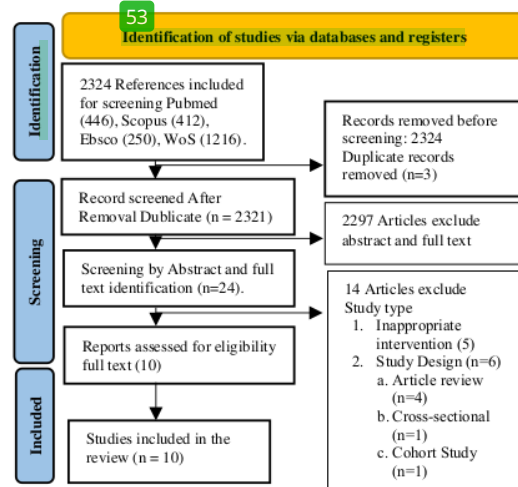 53
Identification of studies via databases and registers
Identification
2324 References included
for screening Pubmed
(446), Scopus (412),
Ebsco (250), WoS (1216).
Records removed before
screening: 2324
Duplicate records
removed (n=3)
Screening
Record screened After
Removal Dublicate (n = 2321)
2297 Articles exclude
abstract and full text
Screening by Abstract and full
text identification (n=24).
14 Articles exclude
Study type
1. Inappropriate
intervention (5)
2. Study Design (n=6)
a. Article review
(n=4)
b. Cross-sectional
(n=1)
c. Cohort Study
(n=1)
Reports assessed for eligibility
full text (10)
Included
Studies included in the
review (n = 10)